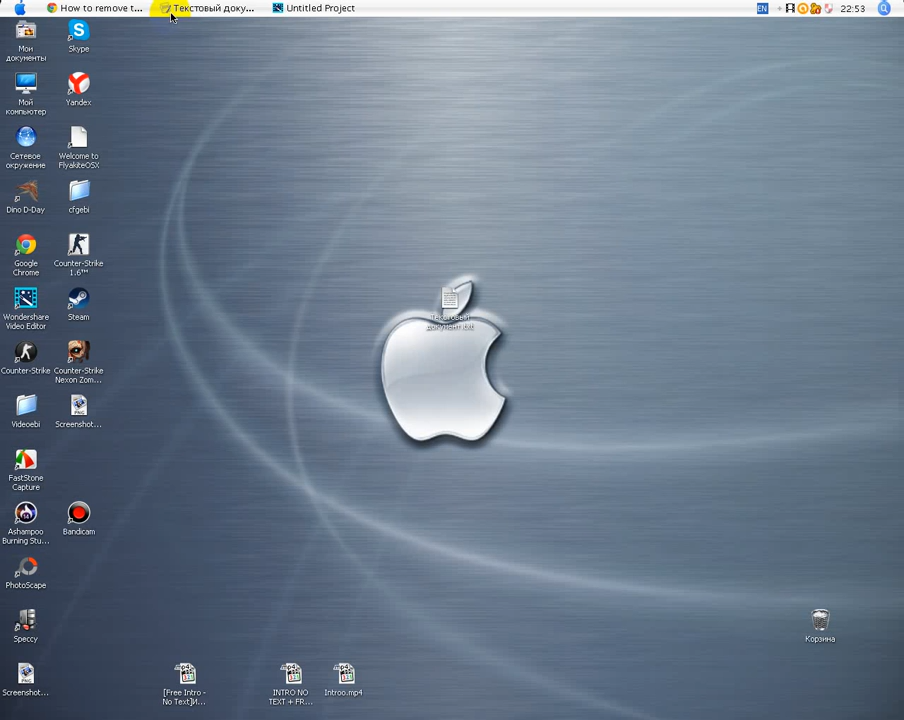 How to remove t...
Текстовый доку...
Untitled Project
EN
22:53
Мои
документы
Skype
Мой
компьютер
Yandex
Сетевое
окружение
Welcome to
FlyakiteOSX
Dino D-Day
cfgebi
Google
Chrome
Counter-Strike
1.6™
Wondershare
Video Editor
Steam
Counter-Strike
Counter-Strike
Nexon Zom...
Videoebi
Screenshot...
FastStone
Capture
Ashampoo
Burning Stu...
Bandicam
PhotoScape
Speccy
Screenshot...
Текстовый
документ.txt
[Free Intro -
No Text]И...
INTRO NO
TEXT + FR...
Introo.mp4
Корзина